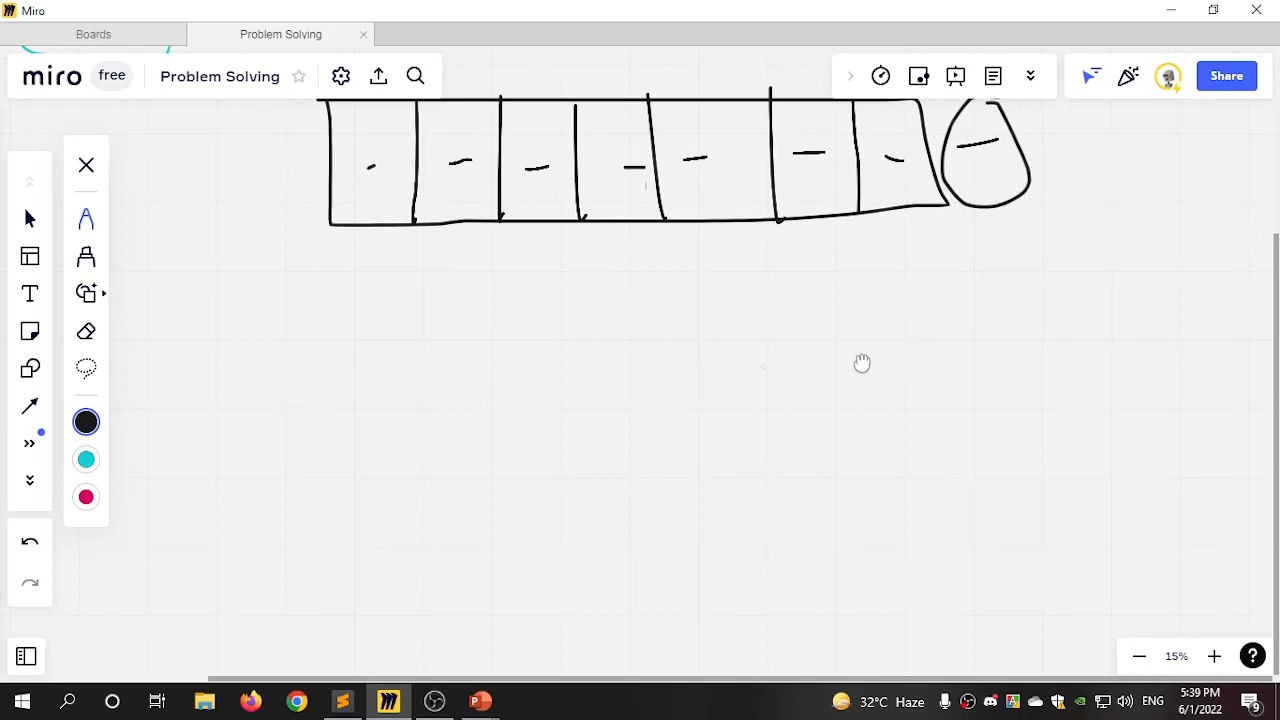 Miro
Boards
Problem Solving
miro free Problem Solving
Share
T
15%
?
32°C Haze
ENG
5:39 PM
6/1/2022
9